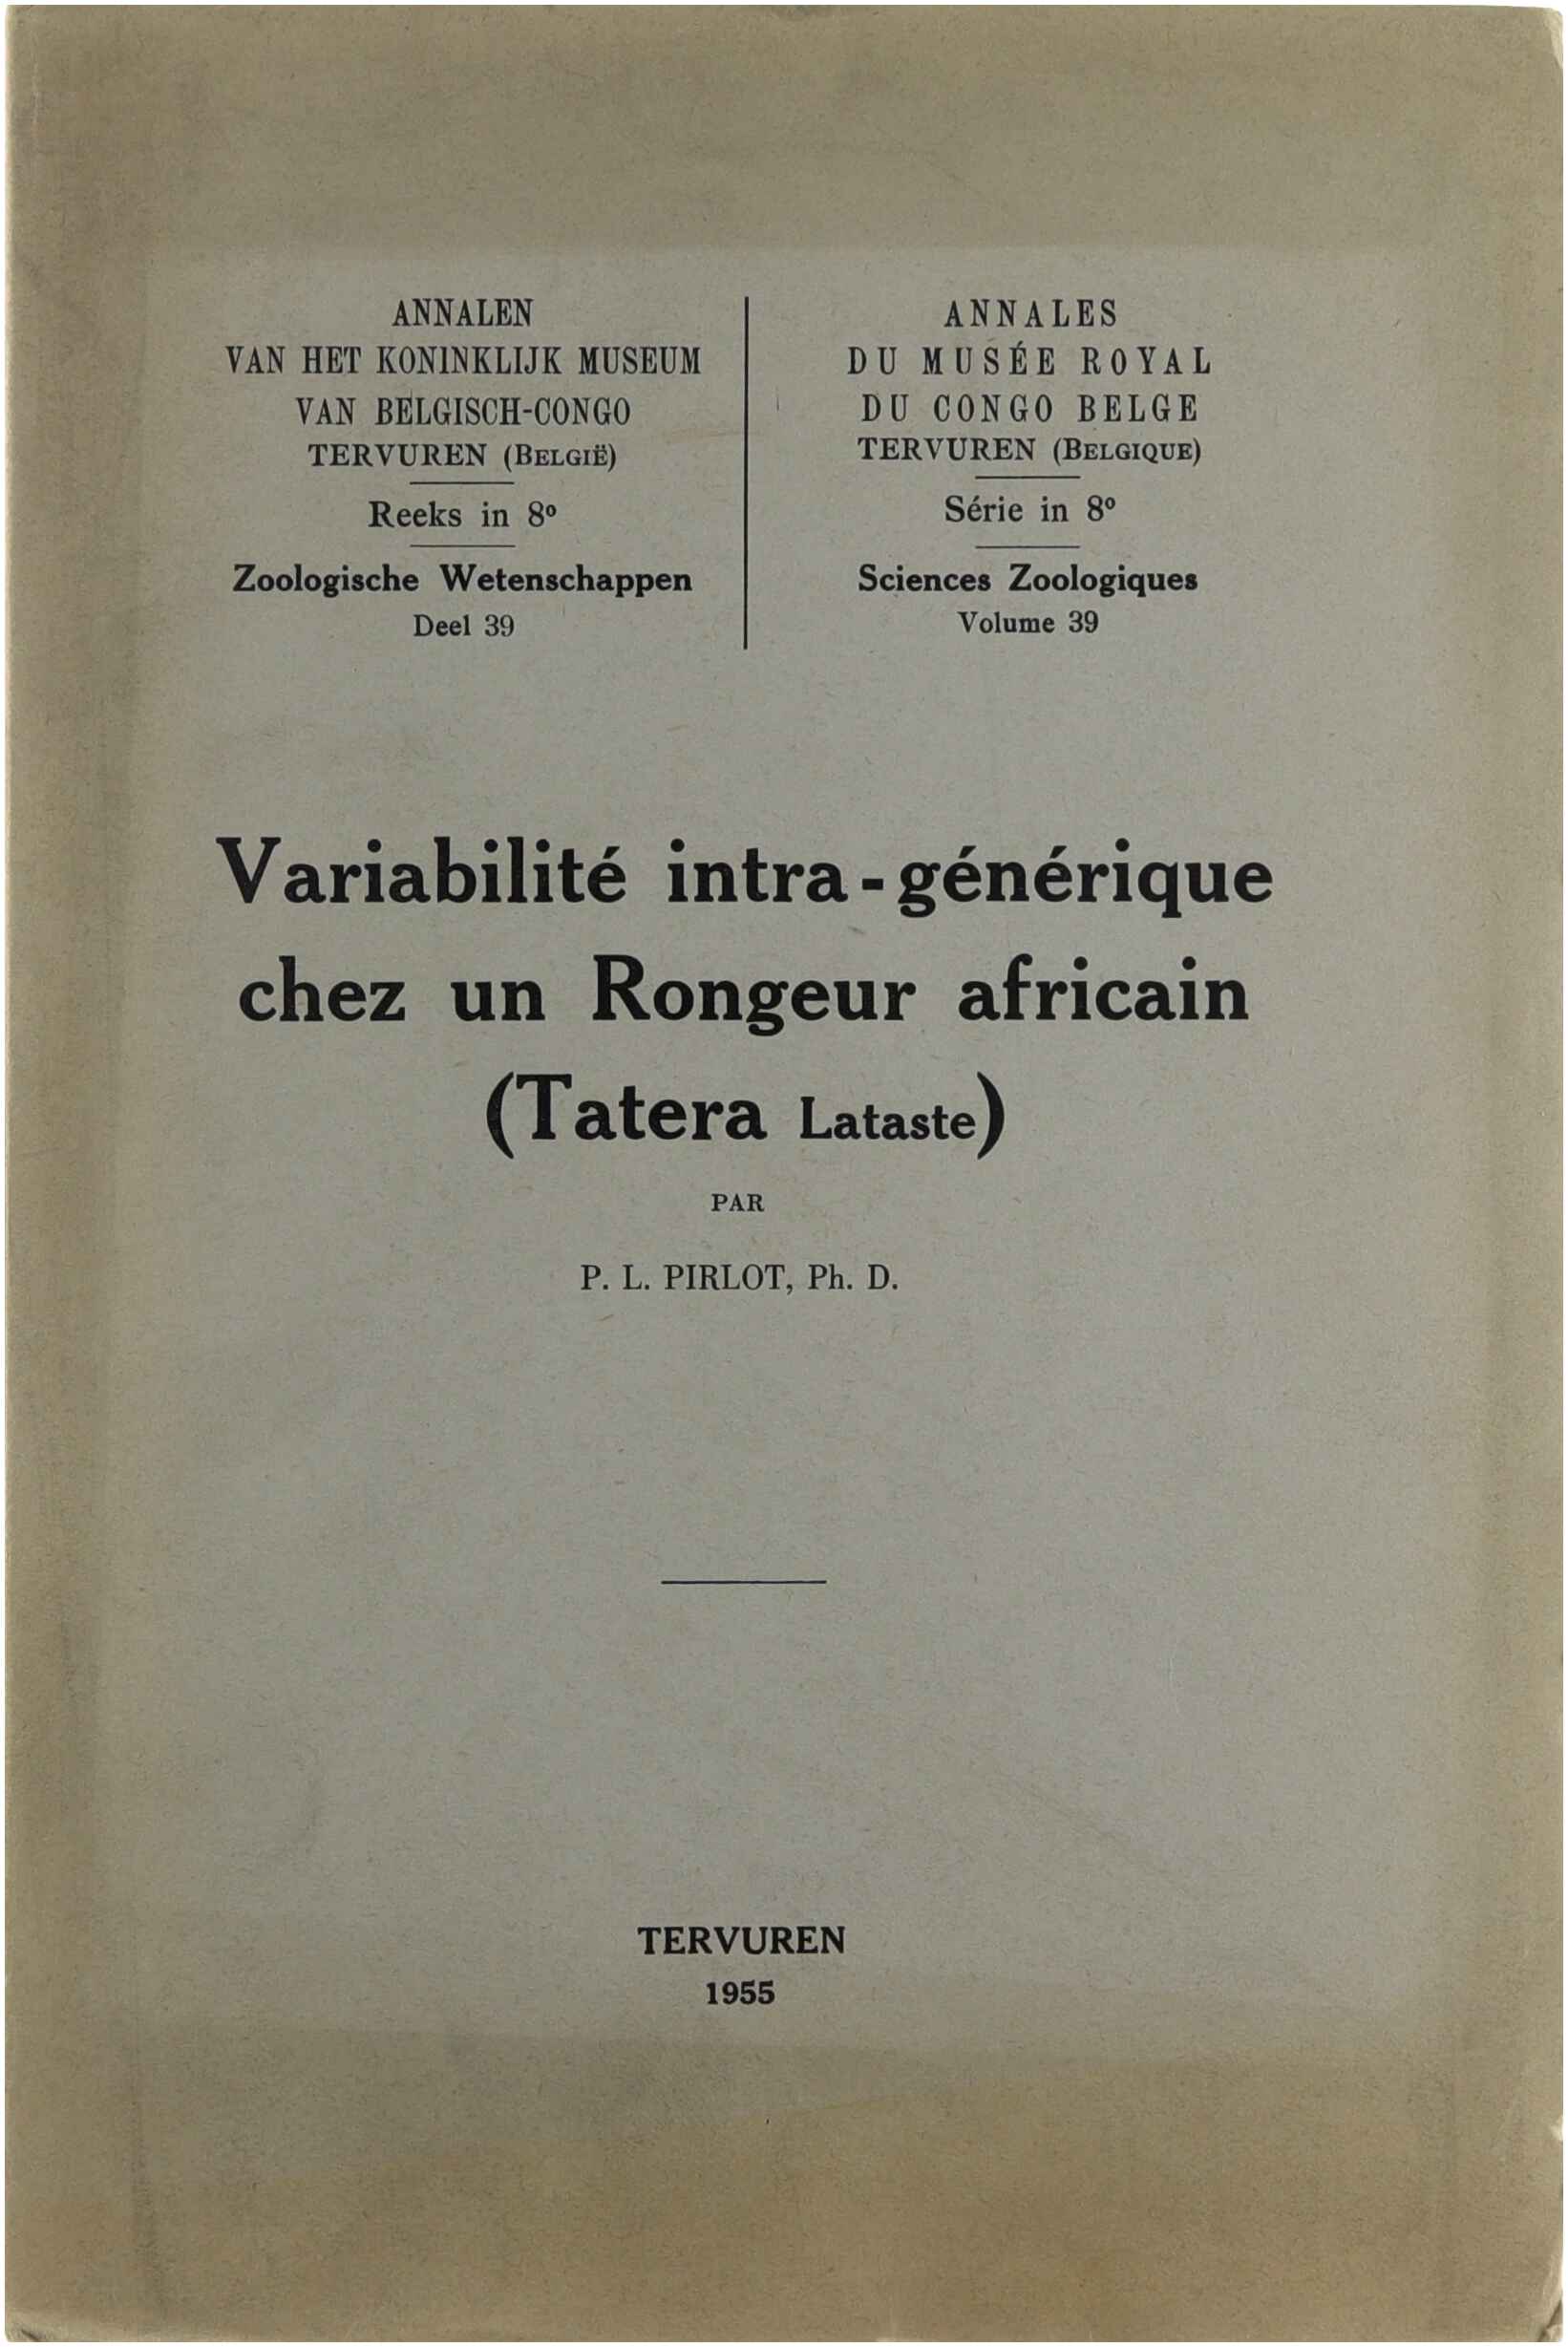 ANNALEN
VAN HET KONINKLIJK MUSEUM
VAN BELGISCH-CONGO
TERVUREN (BELGIË)
Reeks in 8º
Zoologische Wetenschappen
Deel 39
ANNALES
DU MUSÉE ROYAL
DU CONGO BELGE
TERVUREN (BELGIQUE)
Série in 8º
Sciences Zoologiques
Volume 39
Variabilité intra-générique
chez un Rongeur africain
(Tatera Lataste)
PAR
P. L. PIRLOT, Ph. D.
TERVUREN
1955